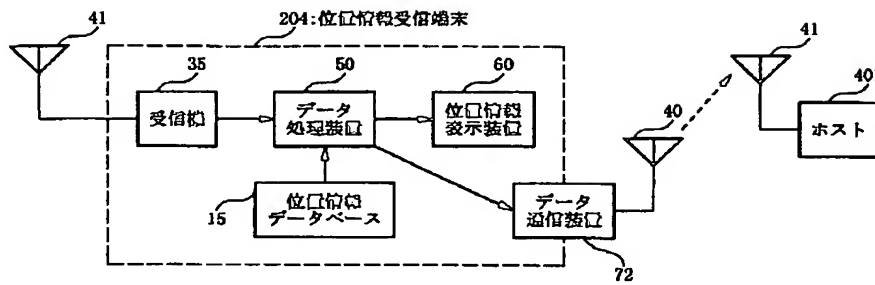 204:位置情報受信端末
41
35
受信機
50
データ
処理装置
60
位置情報
表示装置
15
位置情報
データベース
データ
送信装置
72
40
41
40
ホスト